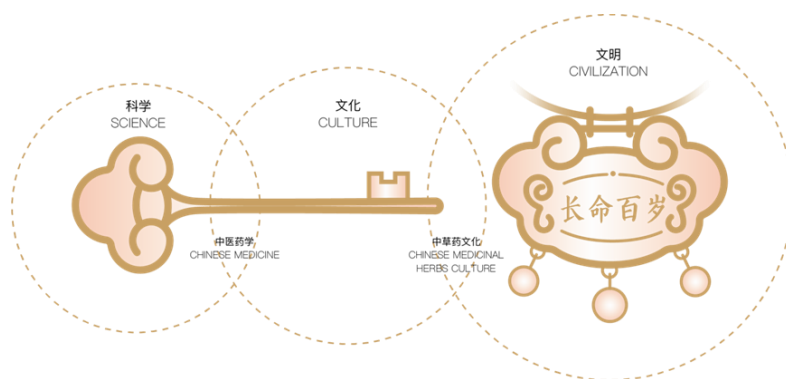 科学
SCIENCE
文化
CULTURE
文明
CIVILIZATION
中医药学
CHINESE MEDICINE
中草药文化
CHINESE MEDICINAL
HERBS CULTURE
长命百岁